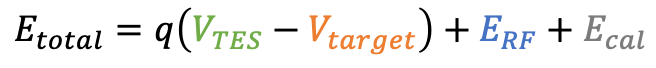 E_total = q(V_TES − V_target) + E_RF + E_cal